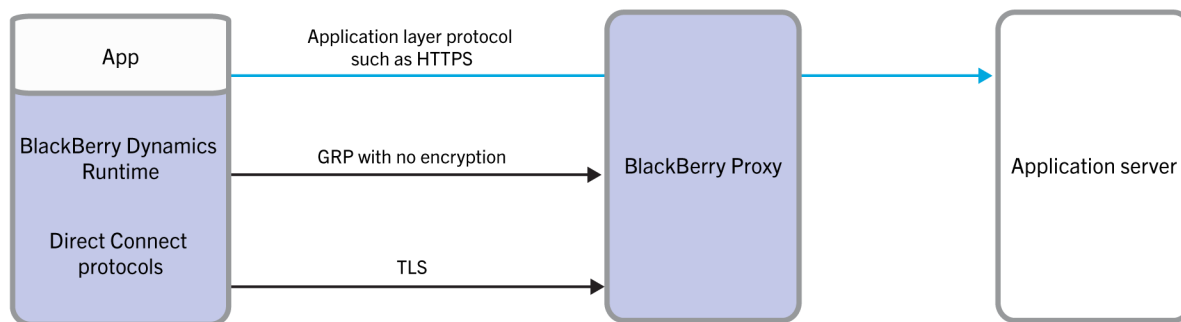 App
Application layer protocol
such as HTTPS
BlackBerry Dynamics
Runtime
GRP with no encryption
BlackBerry Proxy
Application server
Direct Connect
protocols
TLS